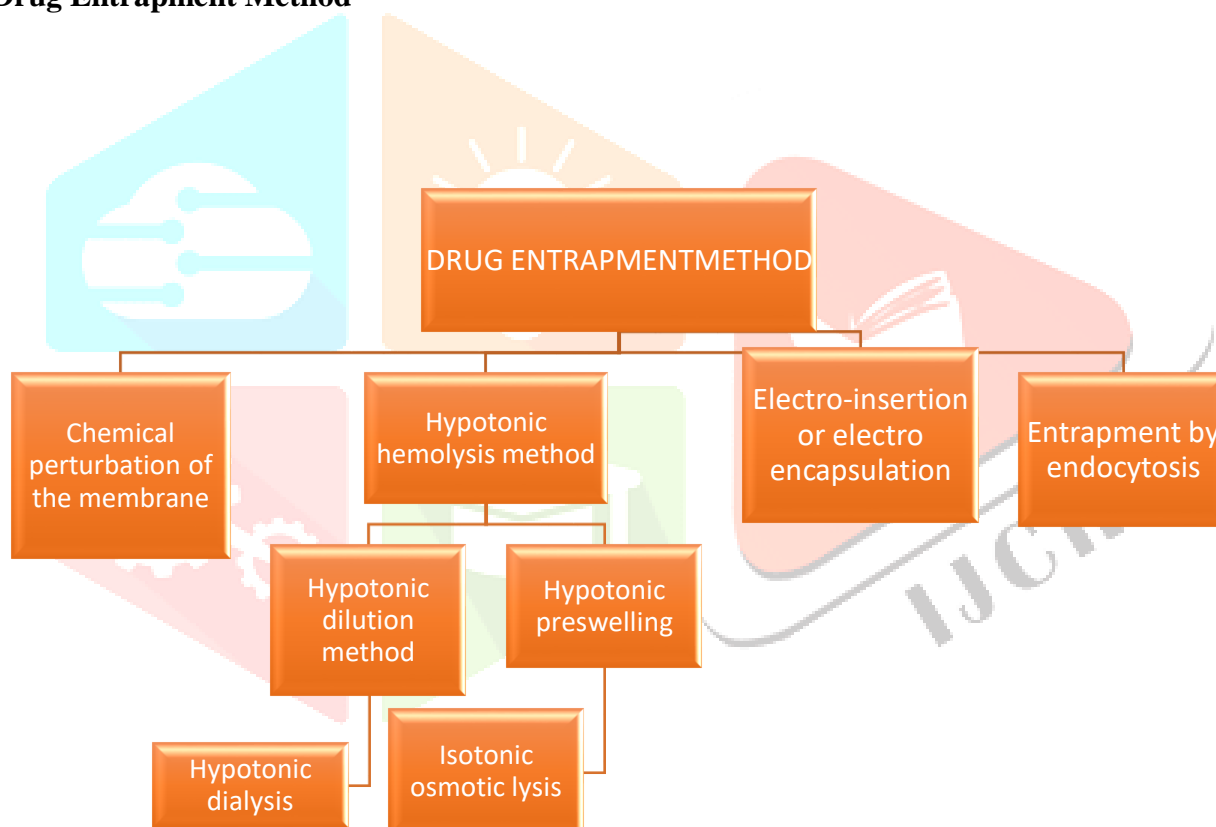 Drug Entrapment Method
DRUG ENTRAPMENTMETHOD
Chemical
perturbation of
the membrane
Hypotonic
hemolysis method
Electro-insertion
or electro
encapsulation
Entrapment by
endocytosis
Hypotonic
dilution
method
Hypotonic
preswelling
Hypotonic
dialysis
Isotonic
osmotic lysis